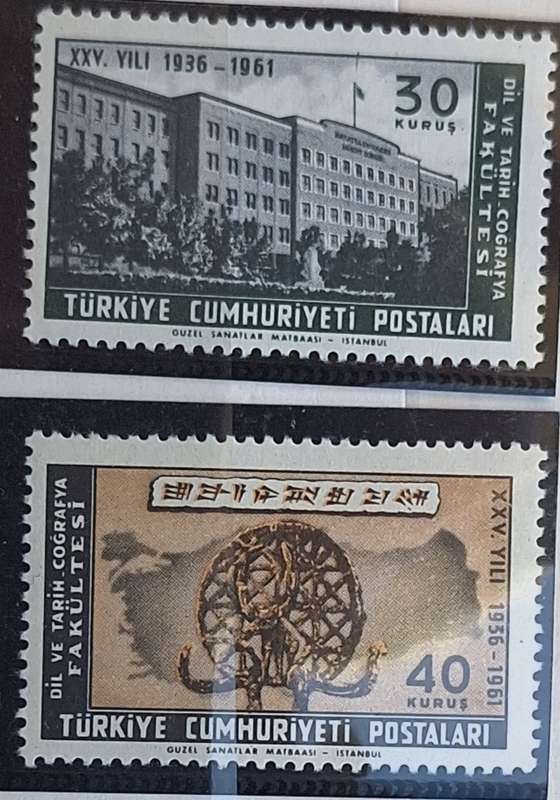 XXV. YILI 1936-1961
30
KURUŞ
DİL VE TARİH.COĞRAFYA
FAKÜLTESİ
TÜRKİYE CUMHURİYETİ POSTALARI
GUZEL SANATLAR MATBAASI - ISTANBUL
DİL VE TARİH.COĞRAFYA
FAKÜLTESİ
XXV. YILI 1936-1961
40
KURUŞ
TÜRKİYE CUMHURİYETİ POSTALARI
GUZEL SANATLAR MATBAASI - ISTANBUL